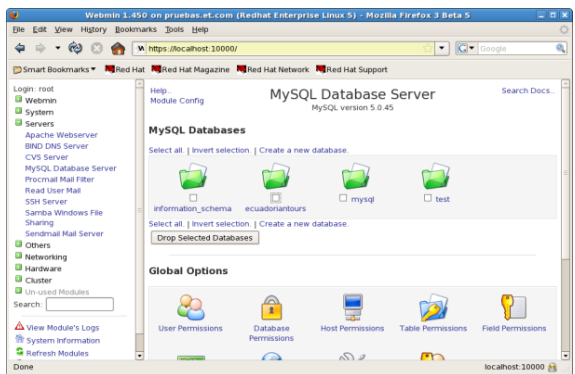 Webmin 1.450 on pruebas.et.com (Redhat Enterprise Linux 5) - Mozilla Firefox 3 Beta 5
File Edit View History Bookmarks Tools Help
https://localhost:10000/
Google
Smart Bookmarks Red Hat Red Hat Magazine Red Hat Network Red Hat Support
Login: root
Webmin
System
Servers
Apache Webserver
BIND DNS Server
CVS Server
MySQL Database Server
Procmail Mail Filter
Read User Mail
SSH Server
Samba Windows File
Sharing
Sendmail Mail Server
Others
Networking
Hardware
Cluster
Un-used Modules
Search:
View Module's Logs
System Information
Refresh Modules
Help..
Module Config
MySQL Database Server
MySQL version 5.0.45
Search Docs..
MySQL Databases
Select all. | Invert selection. | Create a new database.
information_schema
ecuadoriantours
mysql
test
Select all. | Invert selection. | Create a new database.
Drop Selected Databases
Global Options
User Permissions
Database
Permissions
Host Permissions
Table Permissions
Field Permissions
Done
localhost:10000